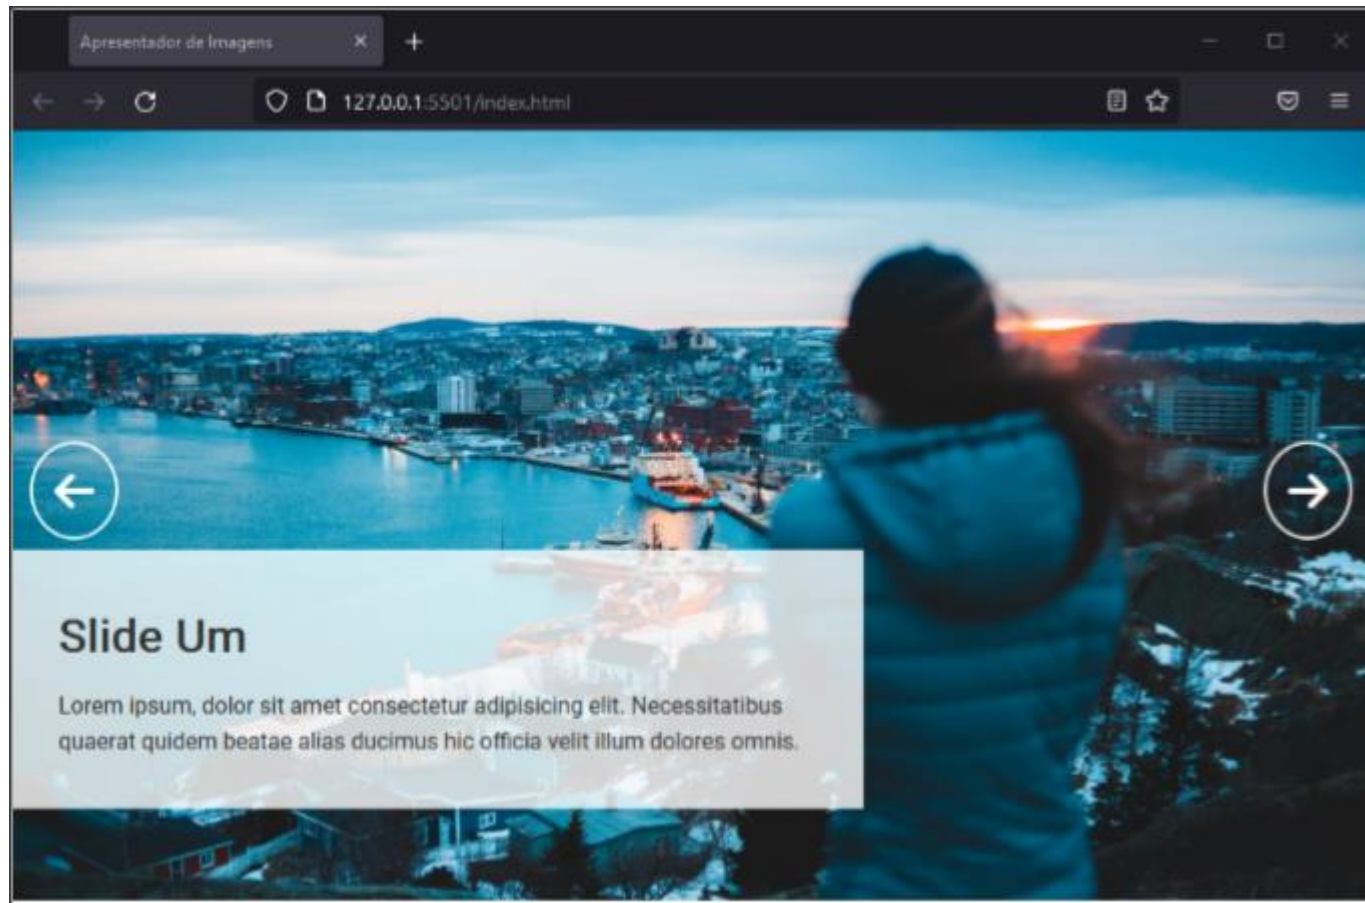 Apresentador de Imagens
127.0.0.1:5501/index.html
Slide Um
Lorem ipsum, dolor sit amet consectetur adipisicing elit. Necessitatibus
quaerat quidem beatae alias ducimus hic officia velit illum dolores omnis.